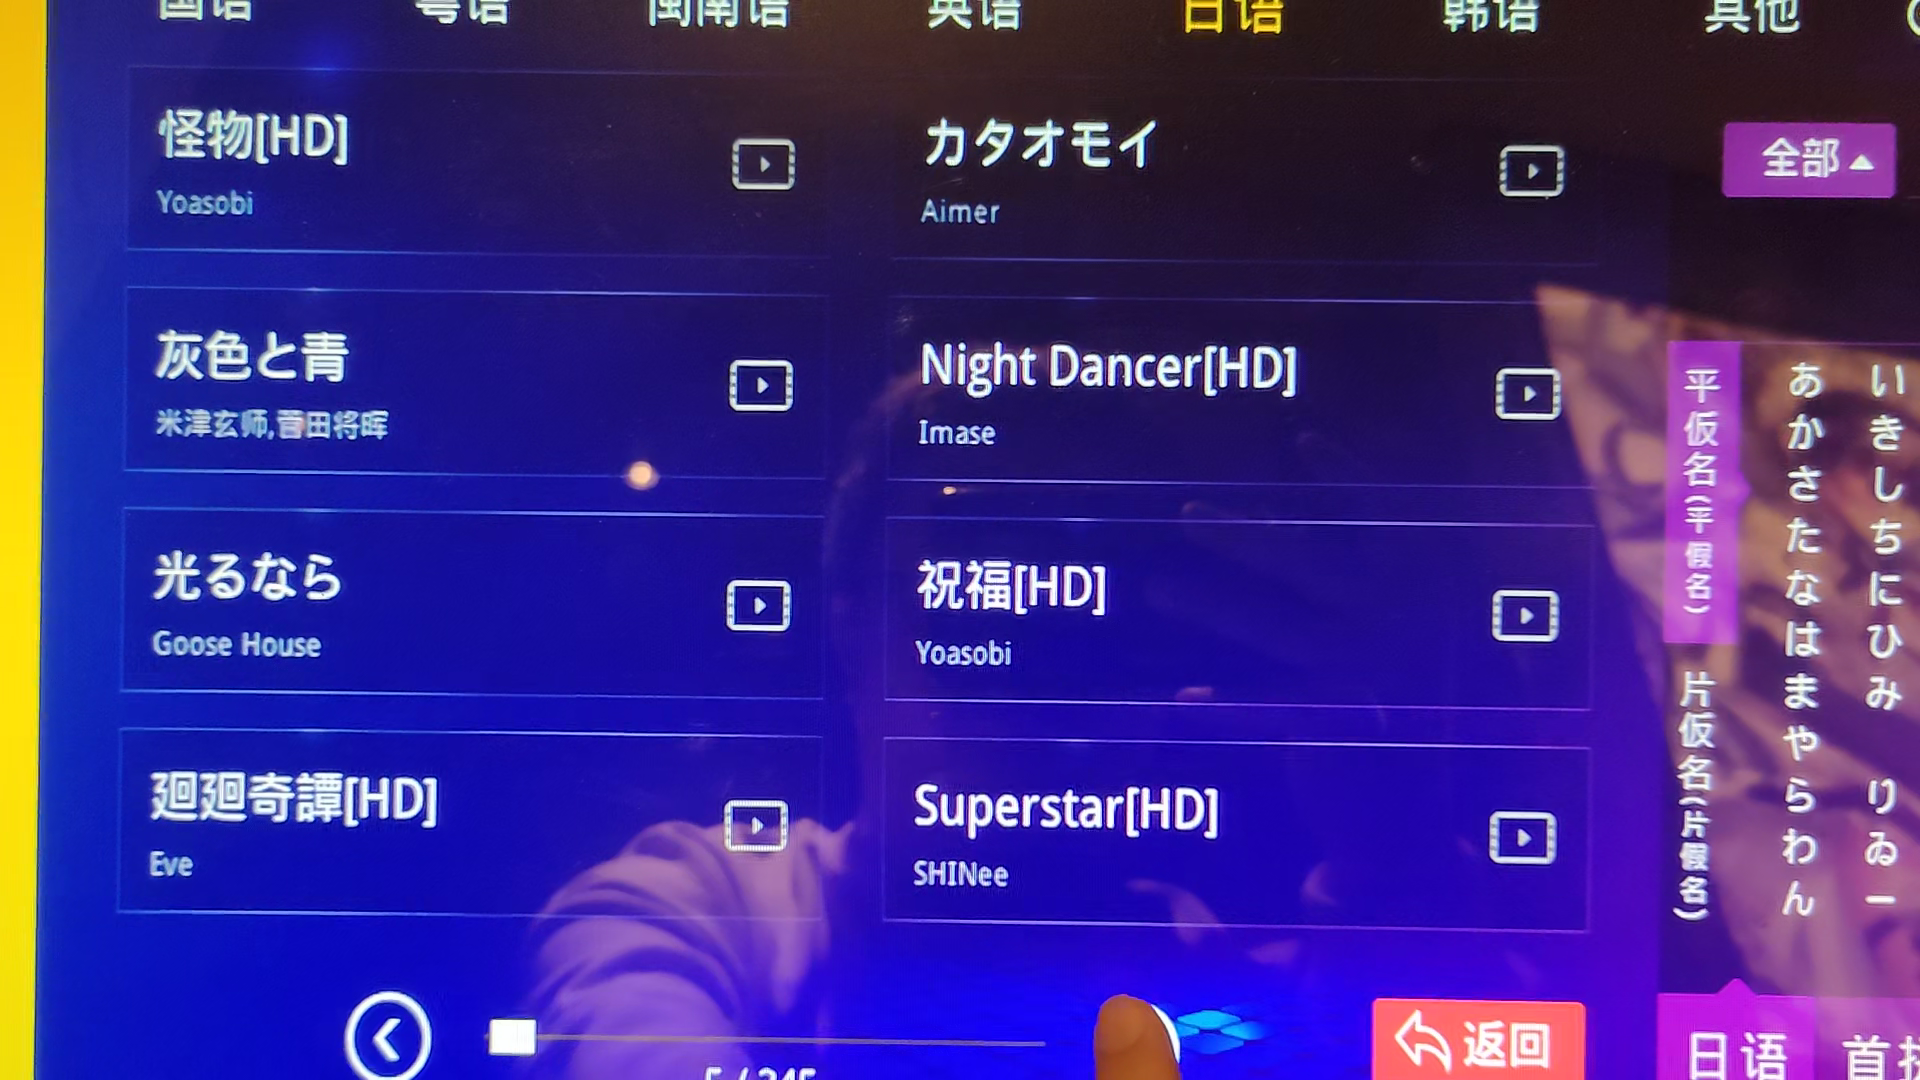 国语 粤语 闽南语 英语 日语 韩语 其他
怪物[HD]
Yoasobi
カタオモイ
Aimer
全部
灰色と青
米津玄师,菅田将晖
Night Dancer[HD]
Imase
光るなら
Goose House
祝福[HD]
Yoasobi
廻廻奇譚[HD]
Eve
Superstar[HD]
SHINee
平仮名(平假名)
片仮名(片假名)
あ い
か き
さ し
た ち
な に
は ひ
ま み
や
ら り
わ ゐ
ん ー
5 / 345
返回
日语
首